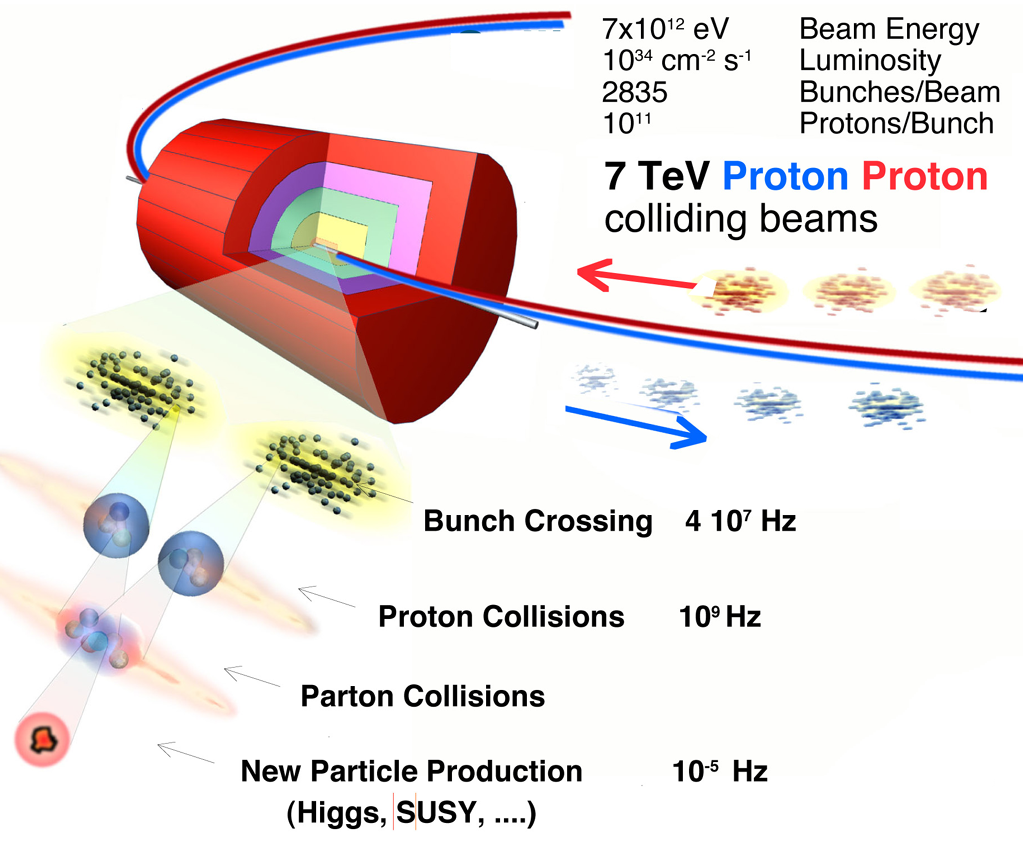 7x10¹² eV Beam Energy
10³⁴ cm⁻² s⁻¹ Luminosity
2835 Bunches/Beam
10¹¹ Protons/Bunch
7 TeV Proton Proton
colliding beams
Bunch Crossing 4 10⁷ Hz
Proton Collisions 10⁹ Hz
Parton Collisions
New Particle Production 10⁻⁵ Hz
(Higgs, SUSY, ....)